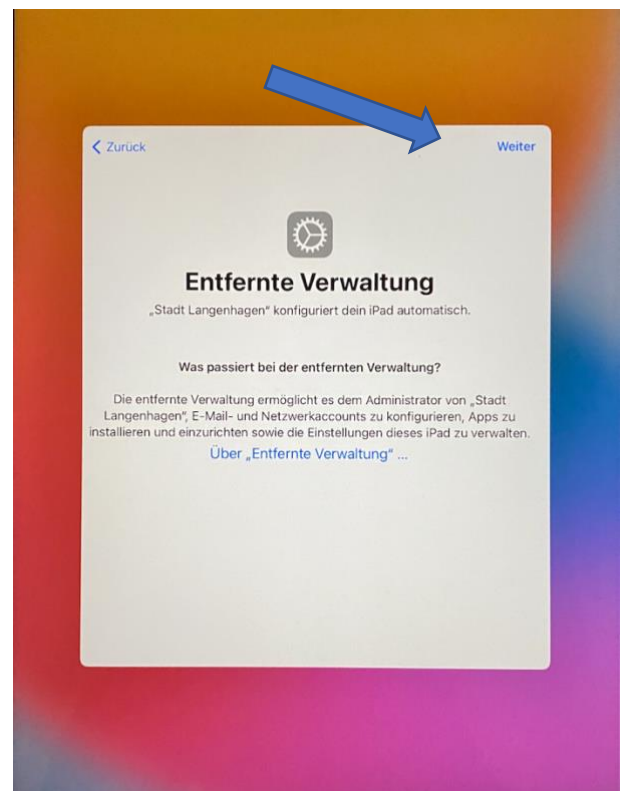 Zurück
Weiter
Entfernte Verwaltung
„Stadt Langenhagen" konfiguriert dein iPad automatisch.
Was passiert bei der entfernten Verwaltung?
Die entfernte Verwaltung ermöglicht es dem Administrator von „Stadt
Langenhagen", E-Mail- und Netzwerkaccounts zu konfigurieren, Apps zu
installieren und einzurichten sowie die Einstellungen dieses iPad zu verwalten.
Über „Entfernte Verwaltung" ...